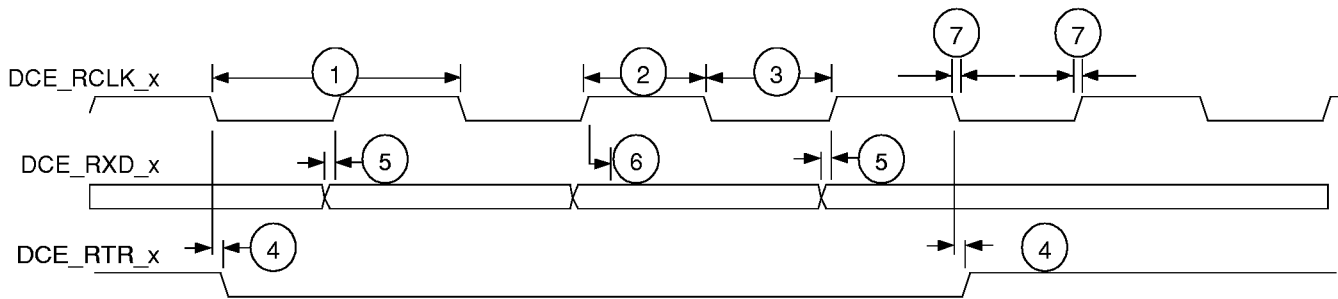 7 7
DCE_RCLK_x 1 2 3
DCE_RXD_x 5 6 5
DCE_RTR_x 4 4